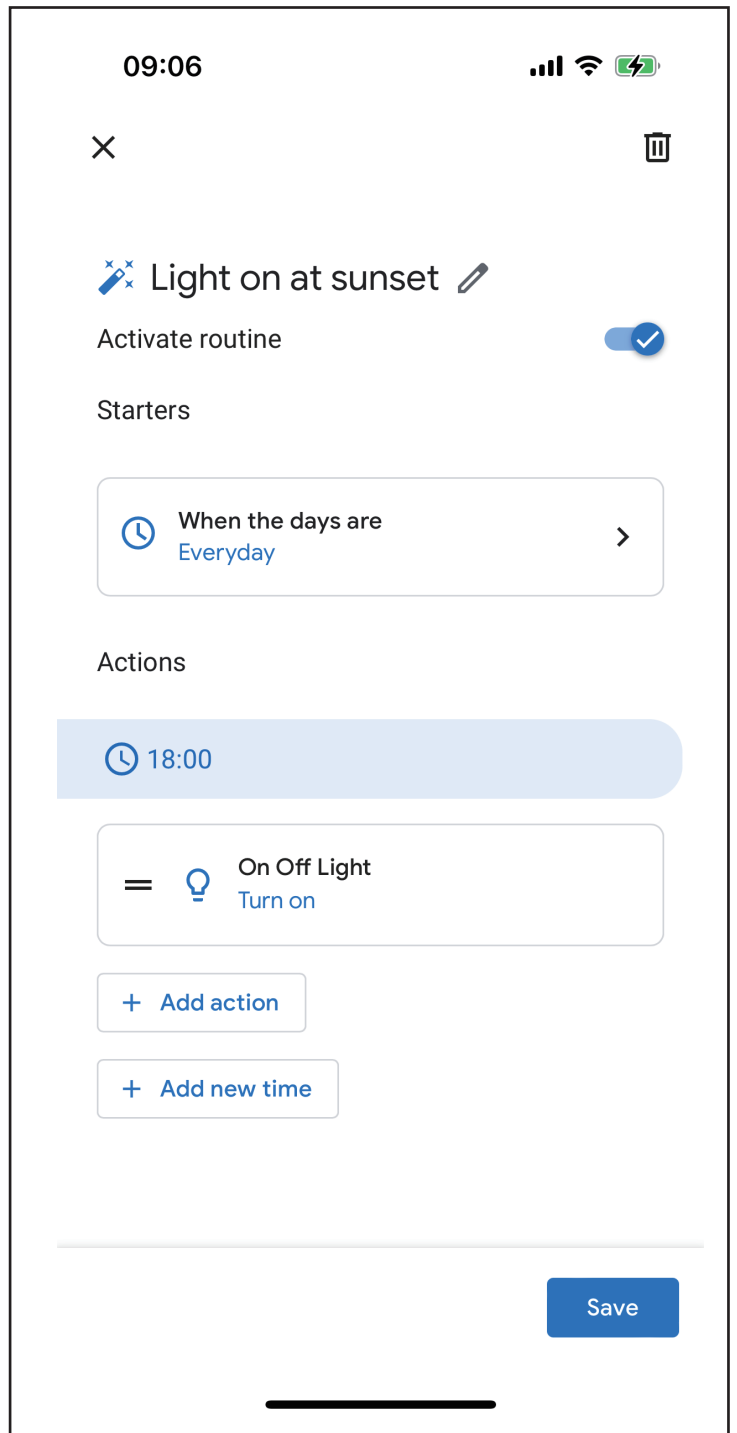 09:06
Light on at sunset
Activate routine
Starters
When the days are
Everyday
Actions
18:00
On Off Light
Turn on
+ Add action
+ Add new time
Save